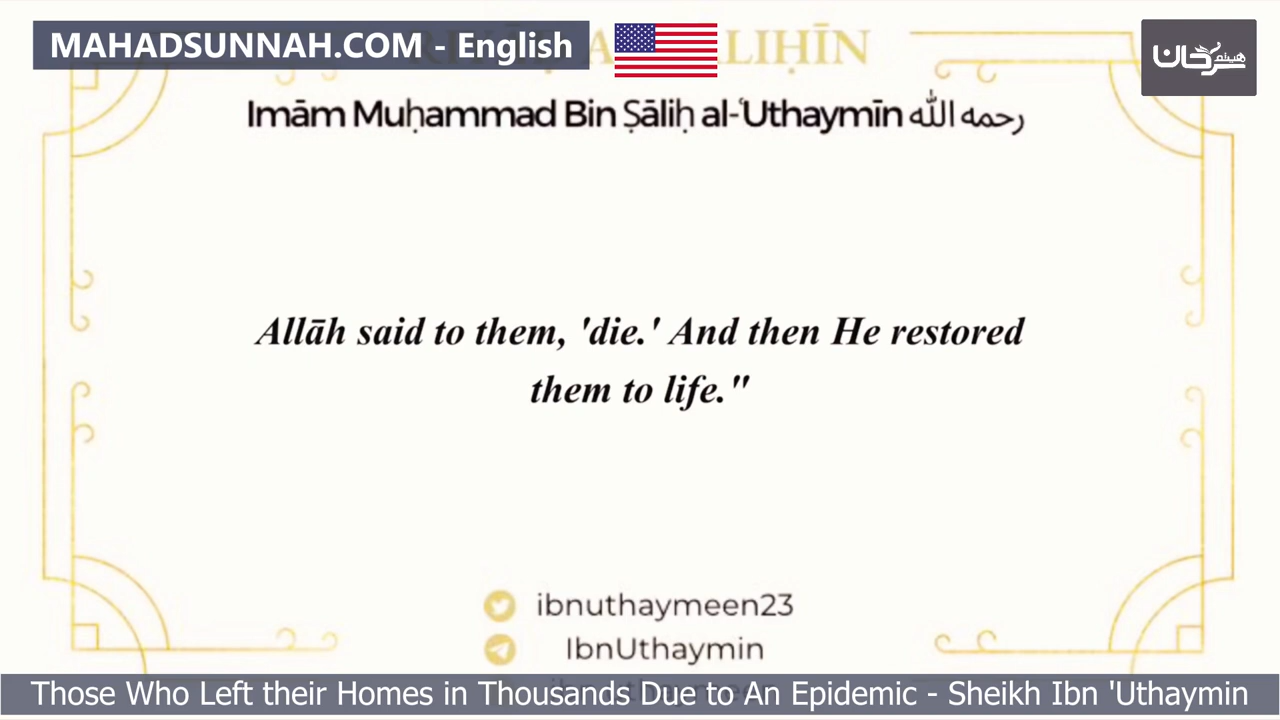 MAHADSUNNAH.COM - English
هيثم سرحان
Imām Muḥammad Bin Ṣāliḥ al-ʿUthaymīn رحمه الله
Allāh said to them, 'die.' And then He restored
them to life."
ibnuthaymeen23
IbnUthaymin
Those Who Left their Homes in Thousands Due to An Epidemic - Sheikh Ibn 'Uthaymin